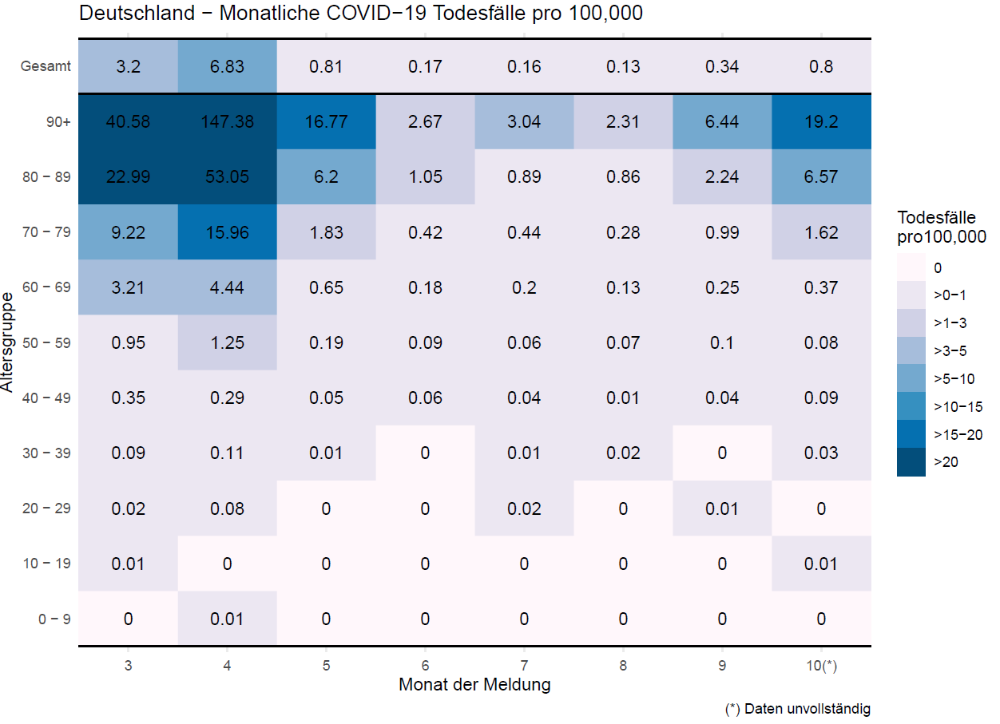 Deutschland − Monatliche COVID−19 Todesfälle pro 100,000
Gesamt 3.2 6.83 0.81 0.17 0.16 0.13 0.34 0.8
90+ 40.58 147.38 16.77 2.67 3.04 2.31 6.44 19.2
80 − 89 22.99 53.05 6.2 1.05 0.89 0.86 2.24 6.57
70 − 79 9.22 15.96 1.83 0.42 0.44 0.28 0.99 1.62
60 − 69 3.21 4.44 0.65 0.18 0.2 0.13 0.25 0.37
50 − 59 0.95 1.25 0.19 0.09 0.06 0.07 0.1 0.08
40 − 49 0.35 0.29 0.05 0.06 0.04 0.01 0.04 0.09
30 − 39 0.09 0.11 0.01 0 0.01 0.02 0 0.03
20 − 29 0.02 0.08 0 0 0.02 0 0.01 0
10 − 19 0.01 0 0 0 0 0 0 0.01
0 − 9 0 0.01 0 0 0 0 0 0
3 4 5 6 7 8 9 10(*)
Monat der Meldung
(*) Daten unvollständig
Altersgruppe
Todesfälle
pro100,000
0
>0−1
>1−3
>3−5
>5−10
>10−15
>15−20
>20